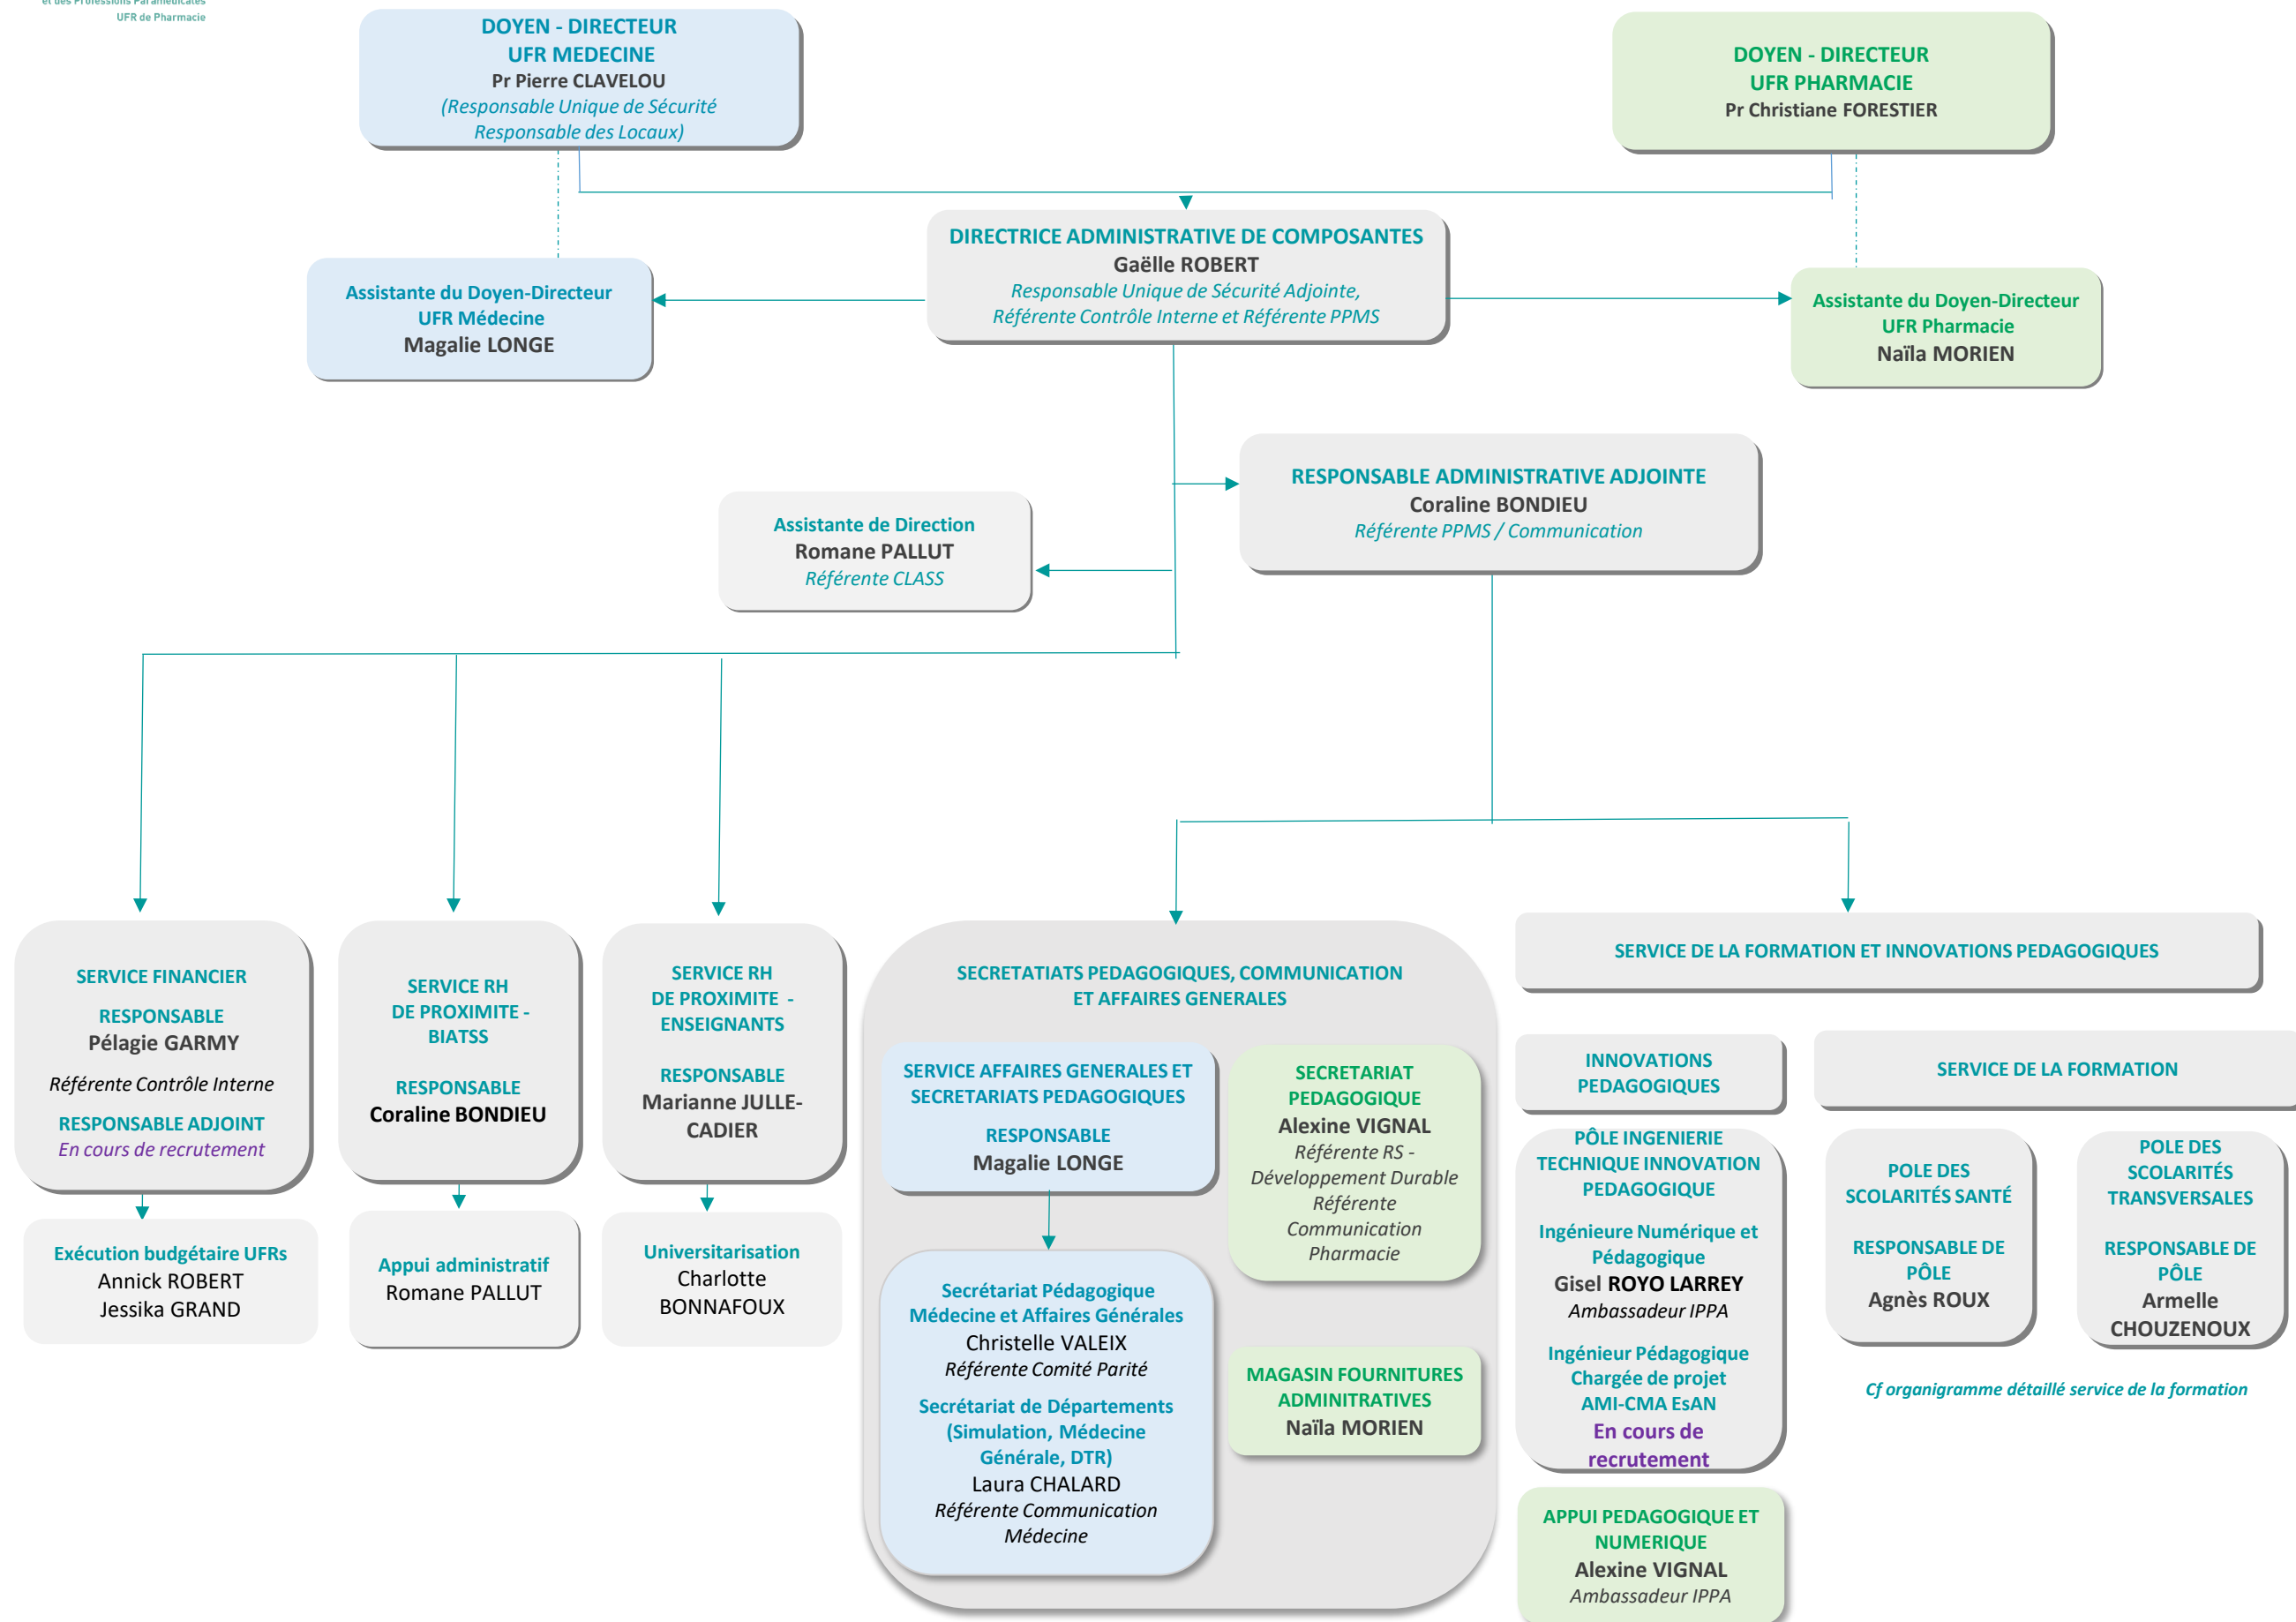 et des Professions Paramédicales
UFR de Pharmacie
DOYEN - DIRECTEUR
UFR MEDECINE
Pr Pierre CLAVELOU
(Responsable Unique de Sécurité
Responsable des Locaux)
DOYEN - DIRECTEUR
UFR PHARMACIE
Pr Christiane FORESTIER
DIRECTRICE ADMINISTRATIVE DE COMPOSANTES
Gaëlle ROBERT
Responsable Unique de Sécurité Adjointe,
Référente Contrôle Interne et Référente PPMS
Assistante du Doyen-Directeur
UFR Médecine
Magalie LONGE
Assistante du Doyen-Directeur
UFR Pharmacie
Naïla MORIEN
RESPONSABLE ADMINISTRATIVE ADJOINTE
Coraline BONDIEU
Référente PPMS / Communication
Assistante de Direction
Romane PALLUT
Référente CLASS
SERVICE FINANCIER
RESPONSABLE
Pélagie GARMY
Référente Contrôle Interne
RESPONSABLE ADJOINT
En cours de recrutement
Exécution budgétaire UFRs
Annick ROBERT
Jessika GRAND
SERVICE RH
DE PROXIMITE -
BIATSS
RESPONSABLE
Coraline BONDIEU
Appui administratif
Romane PALLUT
SERVICE RH
DE PROXIMITE -
ENSEIGNANTS
RESPONSABLE
Marianne JULLE-
CADIER
Universitarisation
Charlotte
BONNAFOUX
SECRETATIATS PEDAGOGIQUES, COMMUNICATION
ET AFFAIRES GENERALES
SERVICE AFFAIRES GENERALES ET
SECRETARIATS PEDAGOGIQUES
RESPONSABLE
Magalie LONGE
Secrétariat Pédagogique
Médecine et Affaires Générales
Christelle VALEIX
Référente Comité Parité
Secrétariat de Départements
(Simulation, Médecine
Générale, DTR)
Laura CHALARD
Référente Communication
Médecine
SECRETARIAT
PEDAGOGIQUE
Alexine VIGNAL
Référente RS -
Développement Durable
Référente
Communication
Pharmacie
MAGASIN FOURNITURES
ADMINITRATIVES
Naïla MORIEN
SERVICE DE LA FORMATION ET INNOVATIONS PEDAGOGIQUES
INNOVATIONS
PEDAGOGIQUES
PÔLE INGENIERIE
TECHNIQUE INNOVATION
PEDAGOGIQUE
Ingénieure Numérique et
Pédagogique
Gisel ROYO LARREY
Ambassadeur IPPA
Ingénieur Pédagogique
Chargée de projet
AMI-CMA EsAN
En cours de
recrutement
APPUI PEDAGOGIQUE ET
NUMERIQUE
Alexine VIGNAL
Ambassadeur IPPA
SERVICE DE LA FORMATION
POLE DES
SCOLARITÉS SANTÉ
RESPONSABLE DE
PÔLE
Agnès ROUX
POLE DES
SCOLARITÉS
TRANSVERSALES
RESPONSABLE DE
PÔLE
Armelle
CHOUZENOUX
Cf organigramme détaillé service de la formation